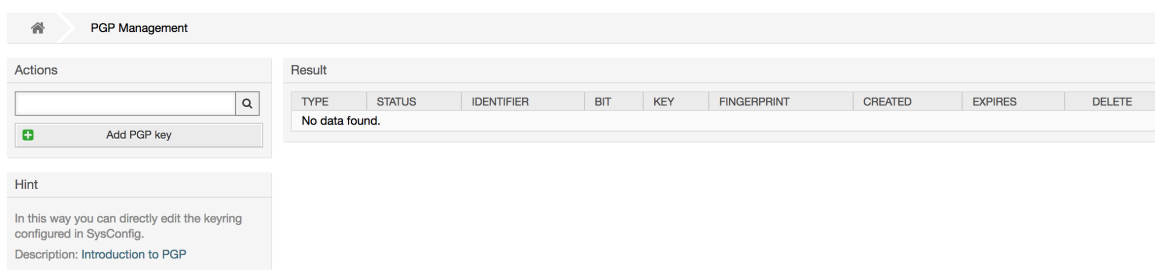 PGP Management
Actions
Add PGP key
Hint
In this way you can directly edit the keyring
configured in SysConfig.
Description: Introduction to PGP
Result
TYPE STATUS IDENTIFIER BIT KEY FINGERPRINT CREATED EXPIRES DELETE
No data found.